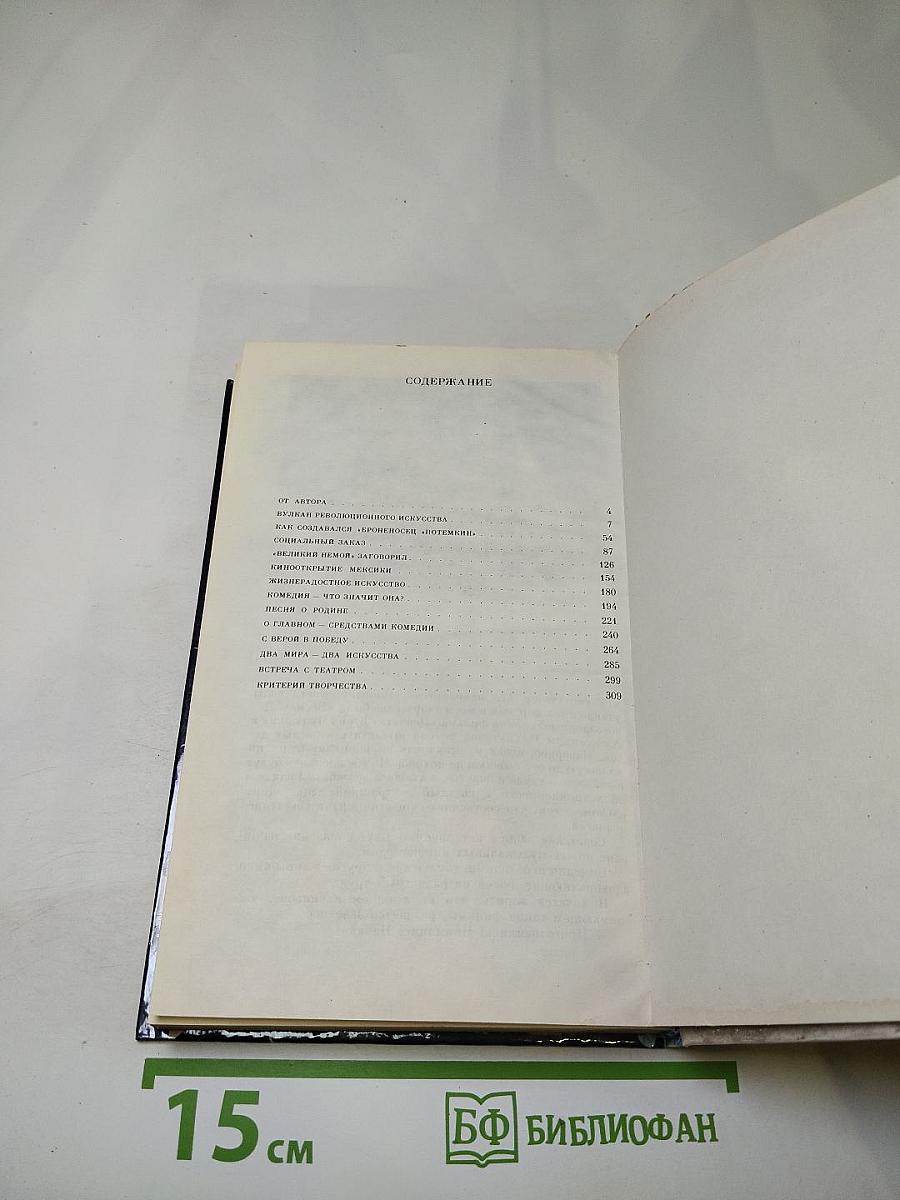 СОДЕРЖАНИЕ
ОТ АВТОРА . . . 4
ВУЛКАН РЕВОЛЮЦИОННОГО ИСКУССТВА . . . 7
КАК СОЗДАВАЛСЯ «БРОНЕНОСЕЦ «ПОТЕМКИН» . . . 54
СОЦИАЛЬНЫЙ ЗАКАЗ . . . 87
«ВЕЛИКИЙ НЕМОЙ» ЗАГОВОРИЛ . . . 126
КИНООТКРЫТИЕ МЕКСИКИ . . . 154
ЖИЗНЕРАДОСТНОЕ ИСКУССТВО . . . 180
КОМЕДИЯ — ЧТО ЗНАЧИТ ОНА? . . . 194
ПЕСНЯ О РОДИНЕ . . . 221
О ГЛАВНОМ — СРЕДСТВАМИ КОМЕДИИ . . . 240
С ВЕРОЙ В ПОБЕДУ . . . 264
ДВА МИРА — ДВА ИСКУССТВА . . . 285
ВСТРЕЧА С ТЕАТРОМ . . . 299
КРИТЕРИЙ ТВОРЧЕСТВА . . . 309
15 см
БФ БИБЛИОФАН